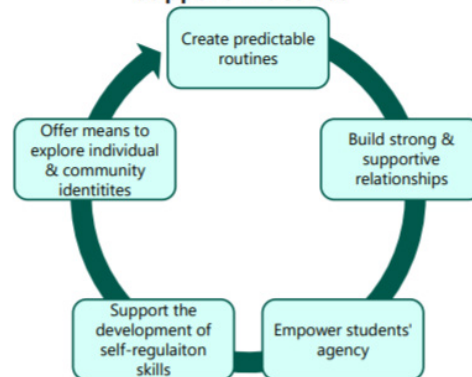 Create predictable
routines
Build strong &
supportive
relationships
Empower students'
agency
Support the
development of
self-regulaiton
skills
Offer means to
explore individual
& community
identitites